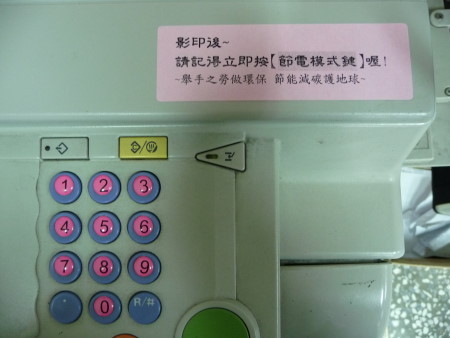 影印後~
請記得立即按【節電模式鍵】喔!
~舉手之勞做環保 節能減碳護地球~
1 2 3
4 5 6
7 8 9
0 R/#